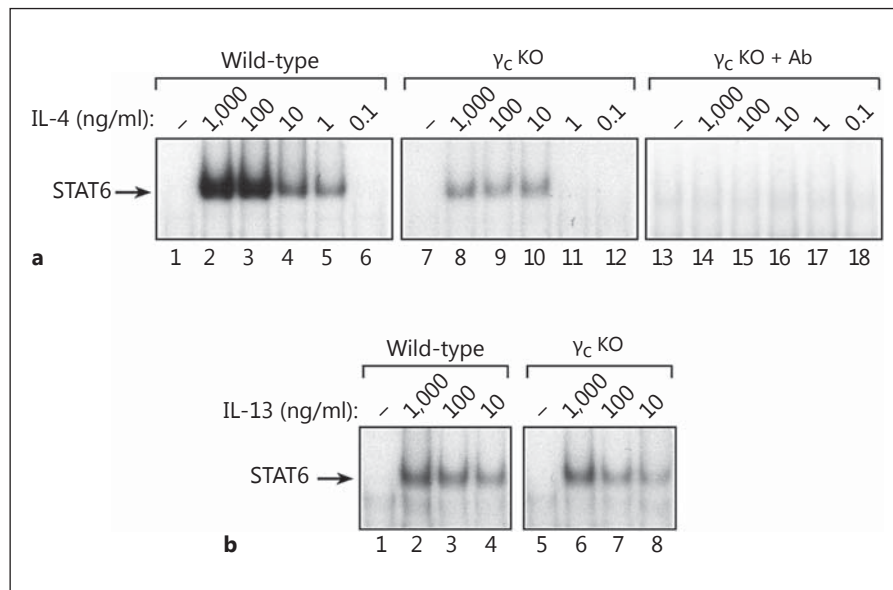 Wild-type γc KO γc KO + Ab
IL-4 (ng/ml): – 1,000 100 10 1 0.1 – 1,000 100 10 1 0.1 – 1,000 100 10 1 0.1
STAT6
a 1 2 3 4 5 6 7 8 9 10 11 12 13 14 15 16 17 18
Wild-type γc KO
IL-13 (ng/ml): – 1,000 100 10 – 1,000 100 10
STAT6
b 1 2 3 4 5 6 7 8